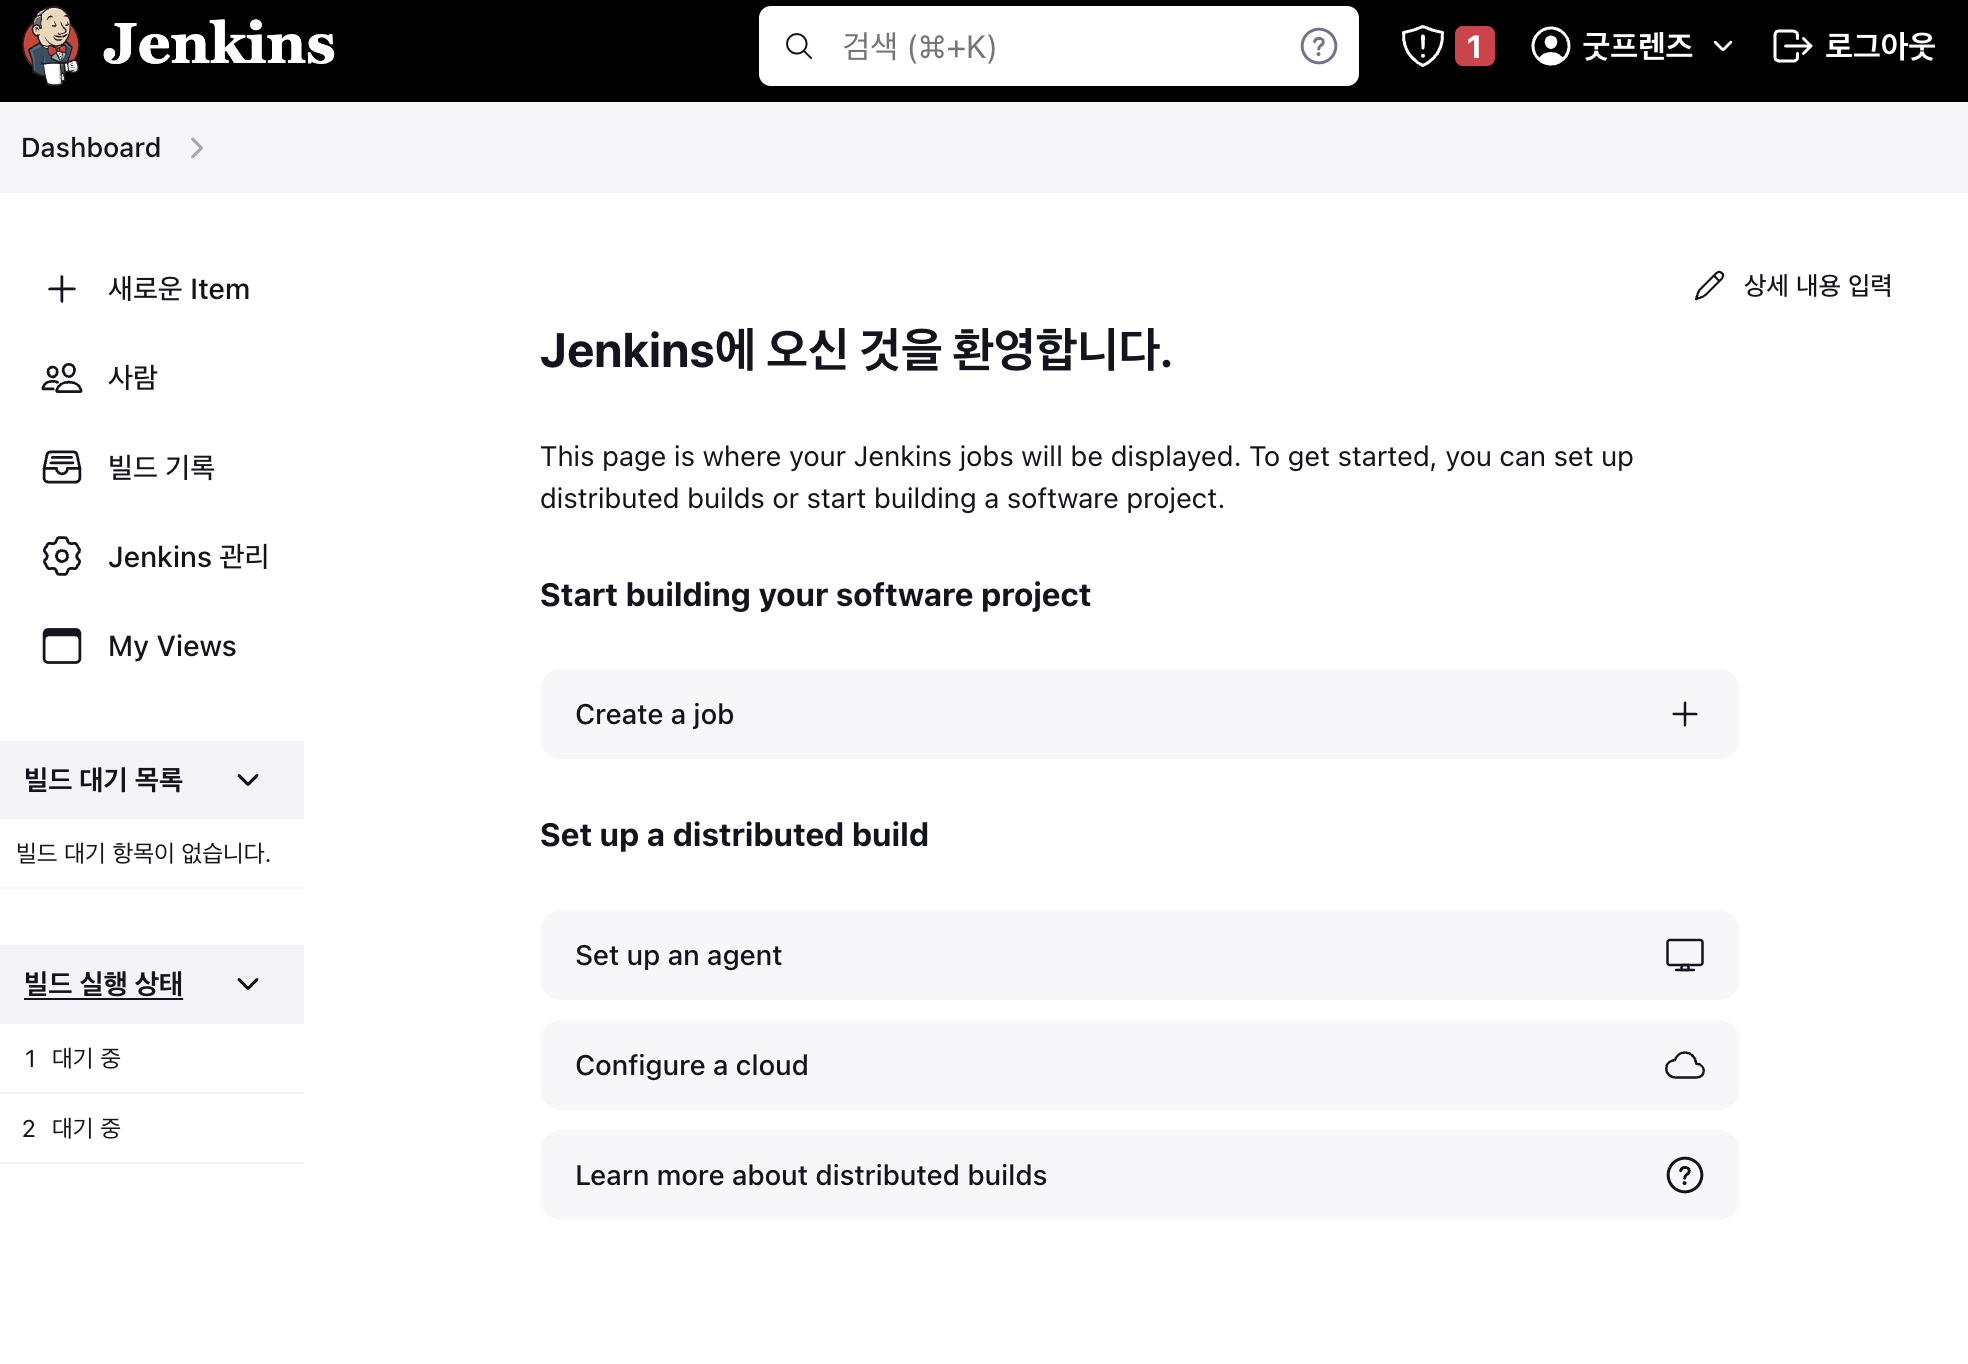 Jenkins
검색 (⌘+K)
?
1
굿프렌즈
로그아웃
Dashboard
새로운 Item
사람
빌드 기록
Jenkins 관리
My Views
빌드 대기 목록
빌드 대기 항목이 없습니다.
빌드 실행 상태
1 대기 중
2 대기 중
상세 내용 입력
Jenkins에 오신 것을 환영합니다.
This page is where your Jenkins jobs will be displayed. To get started, you can set up
distributed builds or start building a software project.
Start building your software project
Create a job
Set up a distributed build
Set up an agent
Configure a cloud
Learn more about distributed builds
?